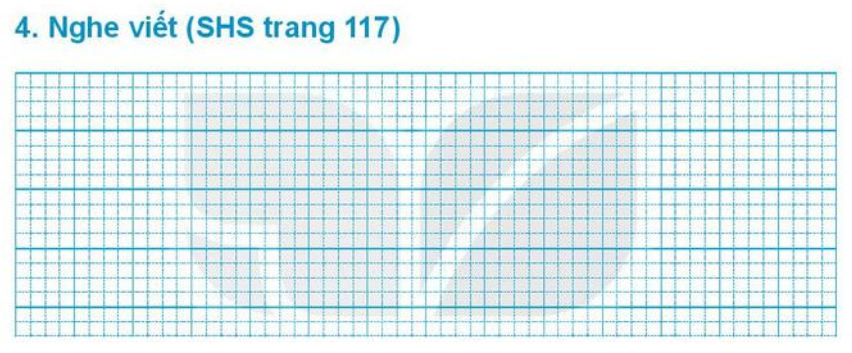 4. Nghe viết (SHS trang 117)